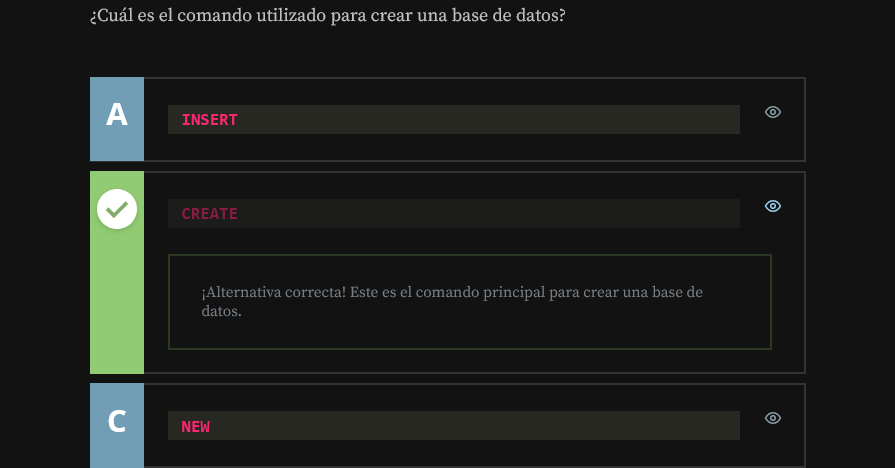 ¿Cuál es el comando utilizado para crear una base de datos?
A
INSERT
CREATE
¡Alternativa correcta! Este es el comando principal para crear una base de
datos.
C
NEW